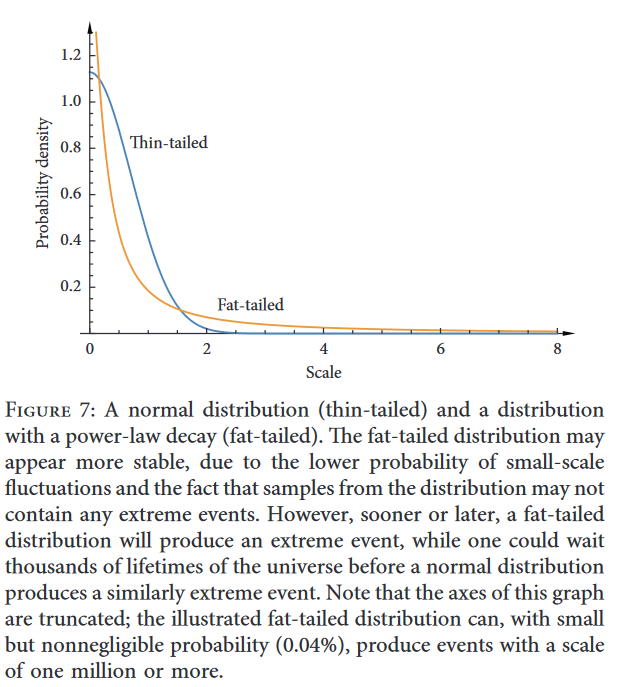 1.2
1.0
0.8
0.6
0.4
0.2
Probability density
Thin-tailed
Fat-tailed
0 2 4 6 8
Scale
FIGURE 7: A normal distribution (thin-tailed) and a distribution
with a power-law decay (fat-tailed). The fat-tailed distribution may
appear more stable, due to the lower probability of small-scale
fluctuations and the fact that samples from the distribution may not
contain any extreme events. However, sooner or later, a fat-tailed
distribution will produce an extreme event, while one could wait
thousands of lifetimes of the universe before a normal distribution
produces a similarly extreme event. Note that the axes of this graph
are truncated; the illustrated fat-tailed distribution can, with small
but nonnegligible probability (0.04%), produce events with a scale
of one million or more.